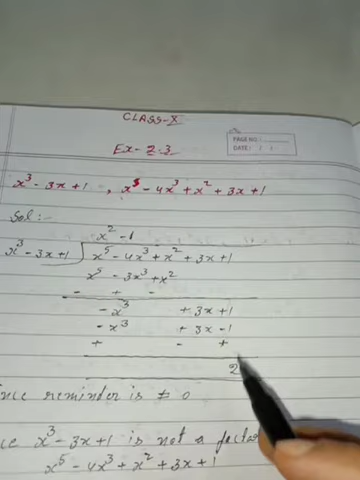 CLASS-X
PAGE NO.:
DATE: / /
Ex- 2.3
x³ - 3x + 1 , x⁵ - 4x³ + x² + 3x + 1
Sol:-
x² - 1
x³ - 3x + 1 ) x⁵ - 4x³ + x² + 3x + 1
x⁵ - 3x³ + x²
- + -
- x³ + 3x + 1
- x³ + 3x - 1
+ - +
2
reminder is ≠ 0
x³ - 3x + 1 is not a
x⁵ - 4x³ + x² + 3x + 1